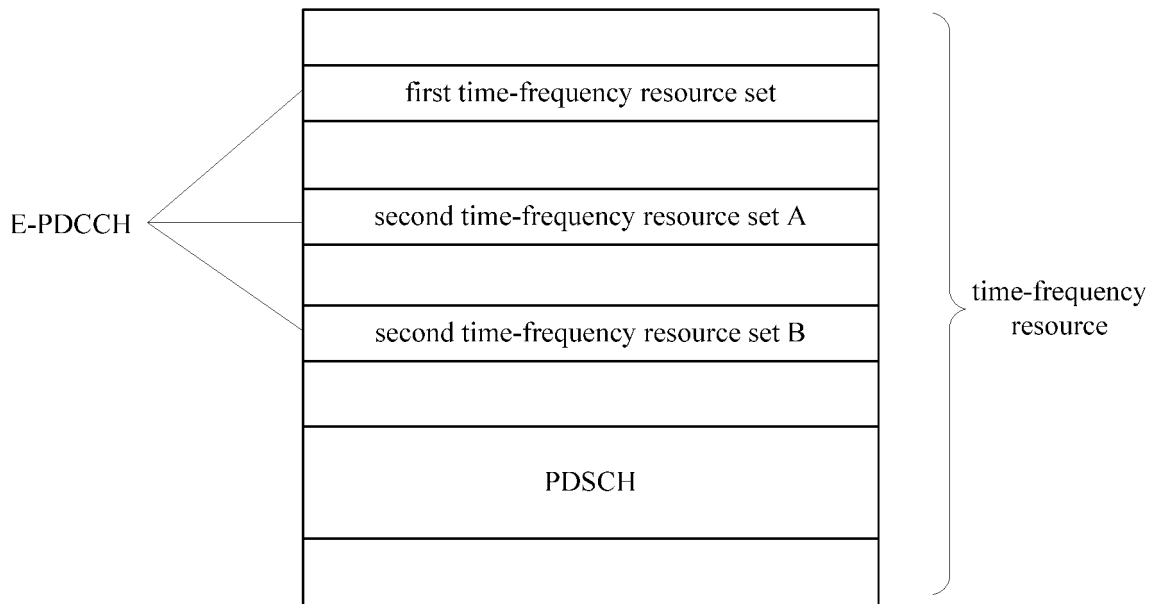 first time-frequency resource set
E-PDCCH
second time-frequency resource set A
second time-frequency resource set B
time-frequency
resource
PDSCH